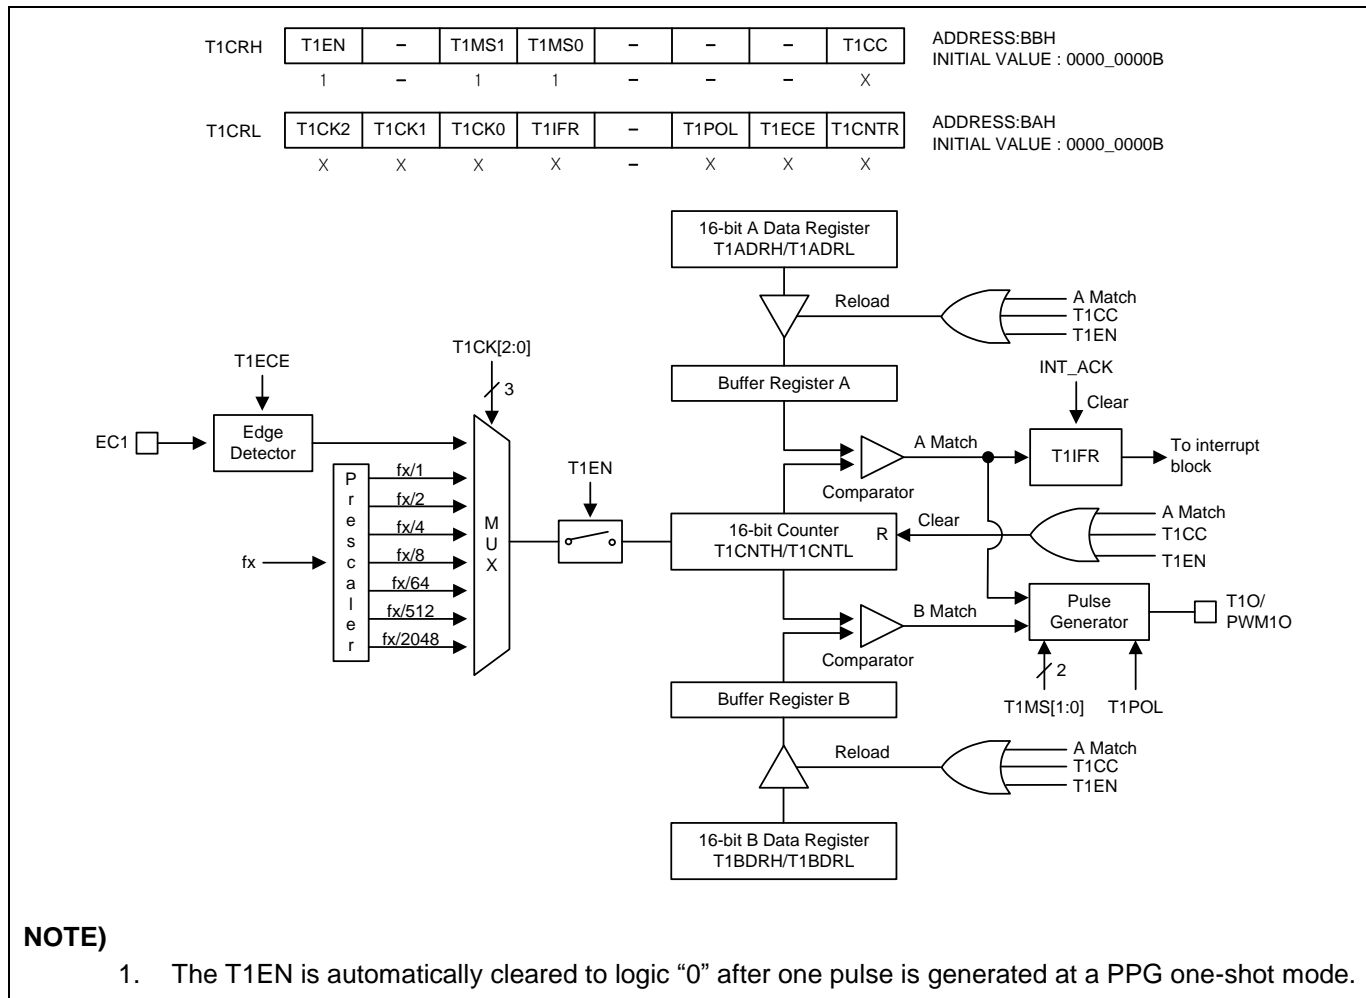 T1CRH T1EN – T1MS1 T1MS0 – – – T1CC ADDRESS:BBH
INITIAL VALUE : 0000_0000B
1 – 1 1 – – – X
T1CRL T1CK2 T1CK1 T1CK0 T1IFR – T1POL T1ECE T1CNTR ADDRESS:BAH
INITIAL VALUE : 0000_0000B
X X X X – X X X
16-bit A Data Register
T1ADRH/T1ADRL
Reload
A Match
T1CC
T1EN
T1ECE
T1CK[2:0]
3
Buffer Register A
INT_ACK
Clear
EC1
Edge
Detector
A Match
T1IFR
To interrupt
block
Comparator
Prescaler
fx/1
fx/2
fx/4
fx/8
fx/64
fx/512
fx/2048
fx
MUX
T1EN
16-bit Counter
T1CNTH/T1CNTL
R
Clear
A Match
T1CC
T1EN
B Match
Comparator
Pulse
Generator
T1O/
PWM1O
2
T1MS[1:0]
T1POL
Buffer Register B
Reload
A Match
T1CC
T1EN
16-bit B Data Register
T1BDRH/T1BDRL
NOTE)
1. The T1EN is automatically cleared to logic “0” after one pulse is generated at a PPG one-shot mode.